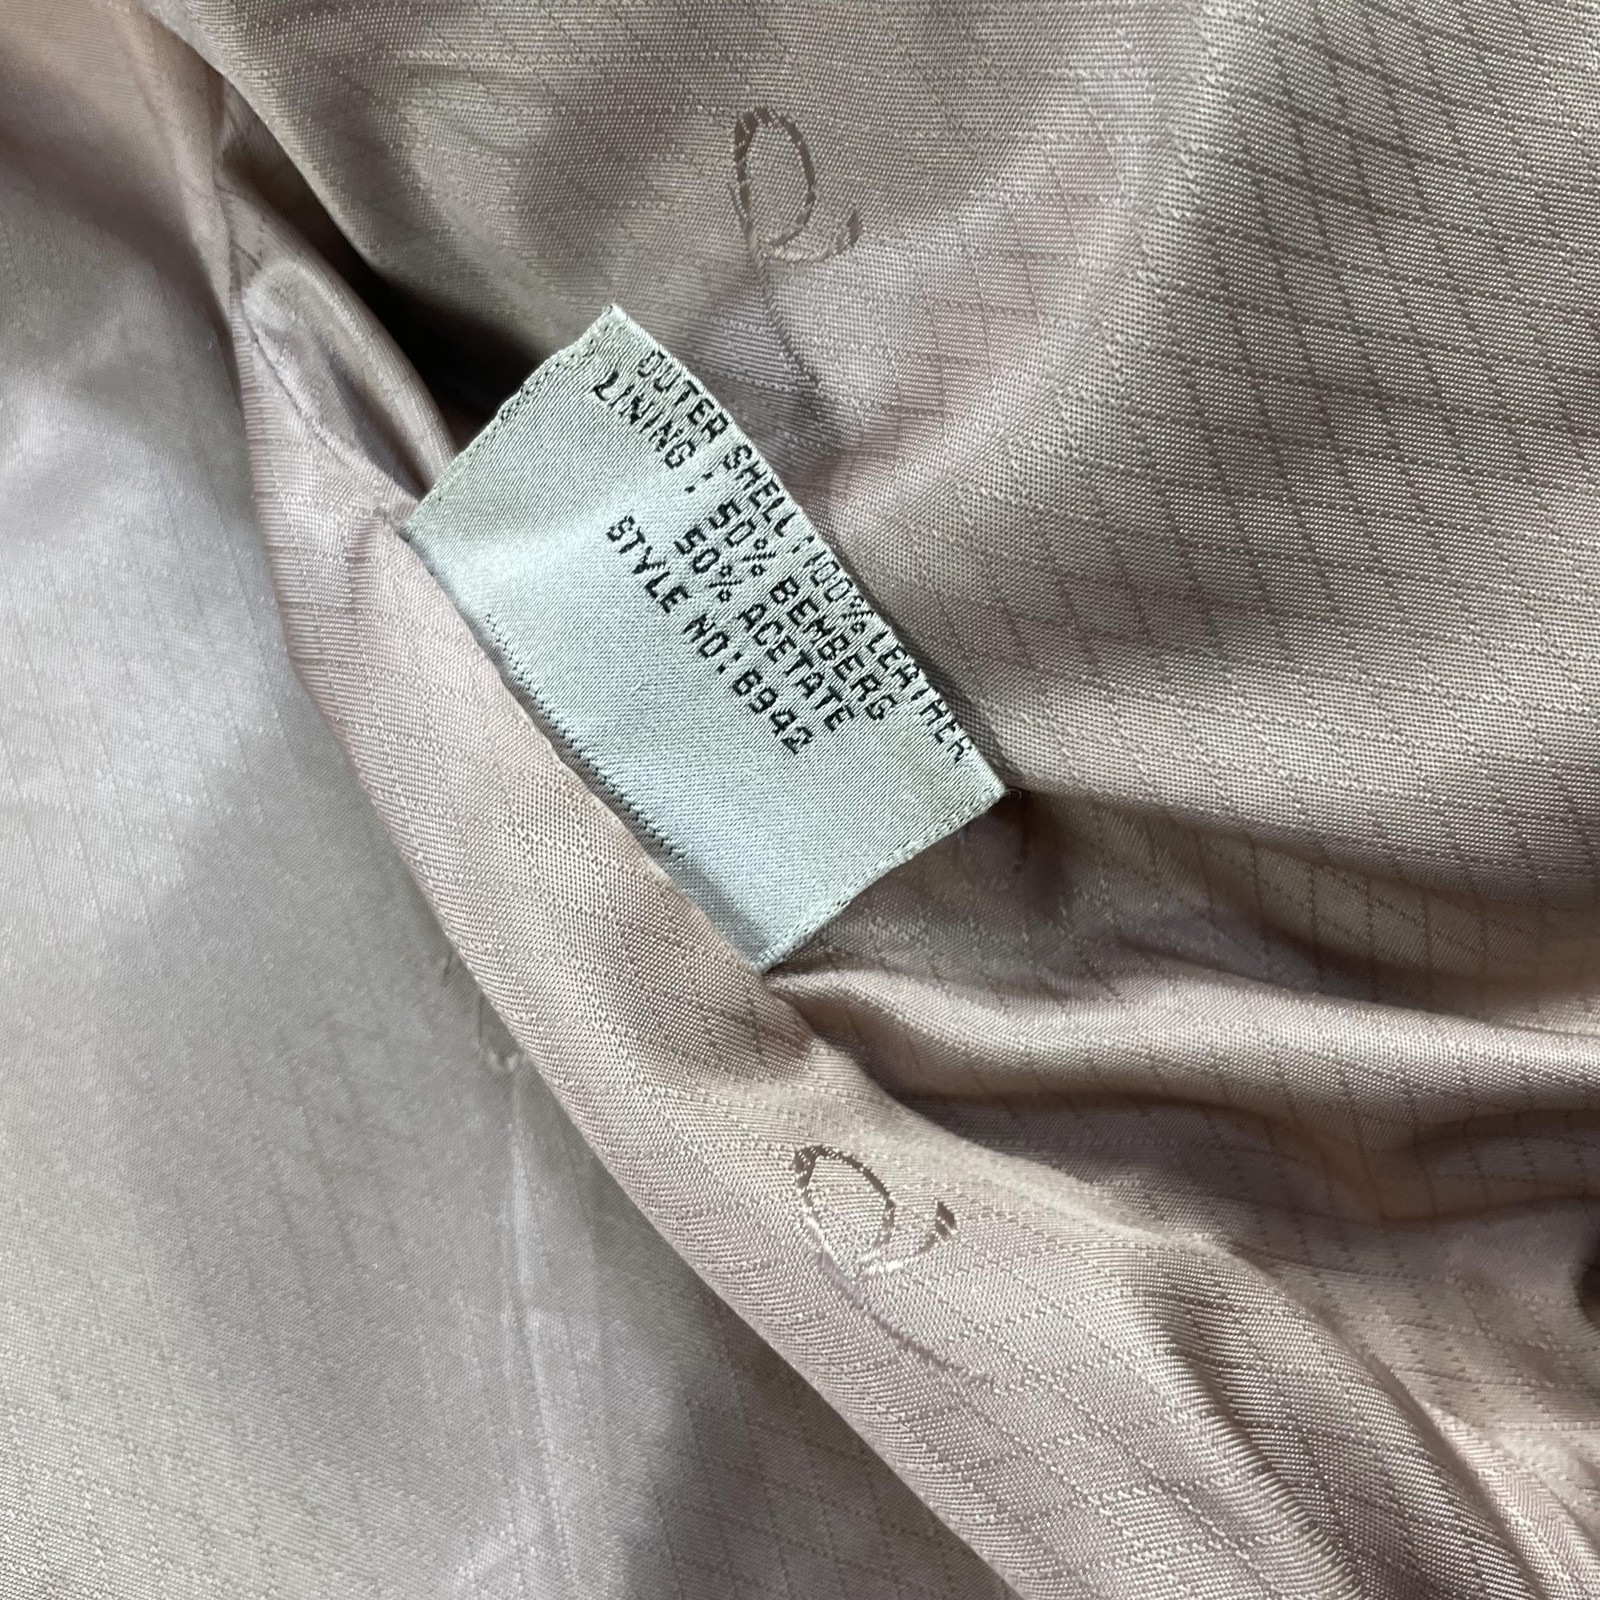 OUTER SHELL : 100% LEATHER
LINING : 50% BEMBERG
50% ACETATE
STYLE NO: 6942